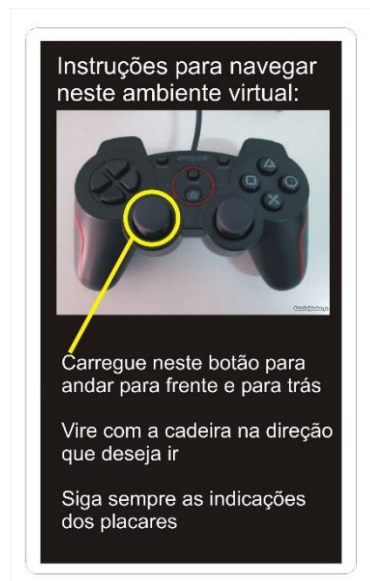 Instruções para navegar
neste ambiente virtual:
Carregue neste botão para
andar para frente e para trás
Vire com a cadeira na direção
que deseja ir
Siga sempre as indicações
dos placares